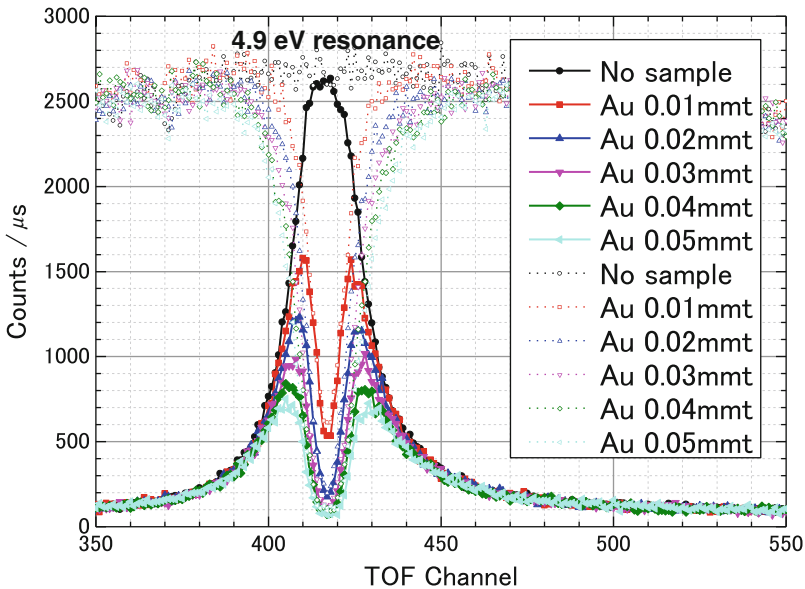 4.9 eV resonance
3000
2500
2000
1500
1000
500
0
Counts / μs
350
400
450
500
550
TOF Channel
No sample
Au 0.01mmt
Au 0.02mmt
Au 0.03mmt
Au 0.04mmt
Au 0.05mmt
No sample
Au 0.01mmt
Au 0.02mmt
Au 0.03mmt
Au 0.04mmt
Au 0.05mmt